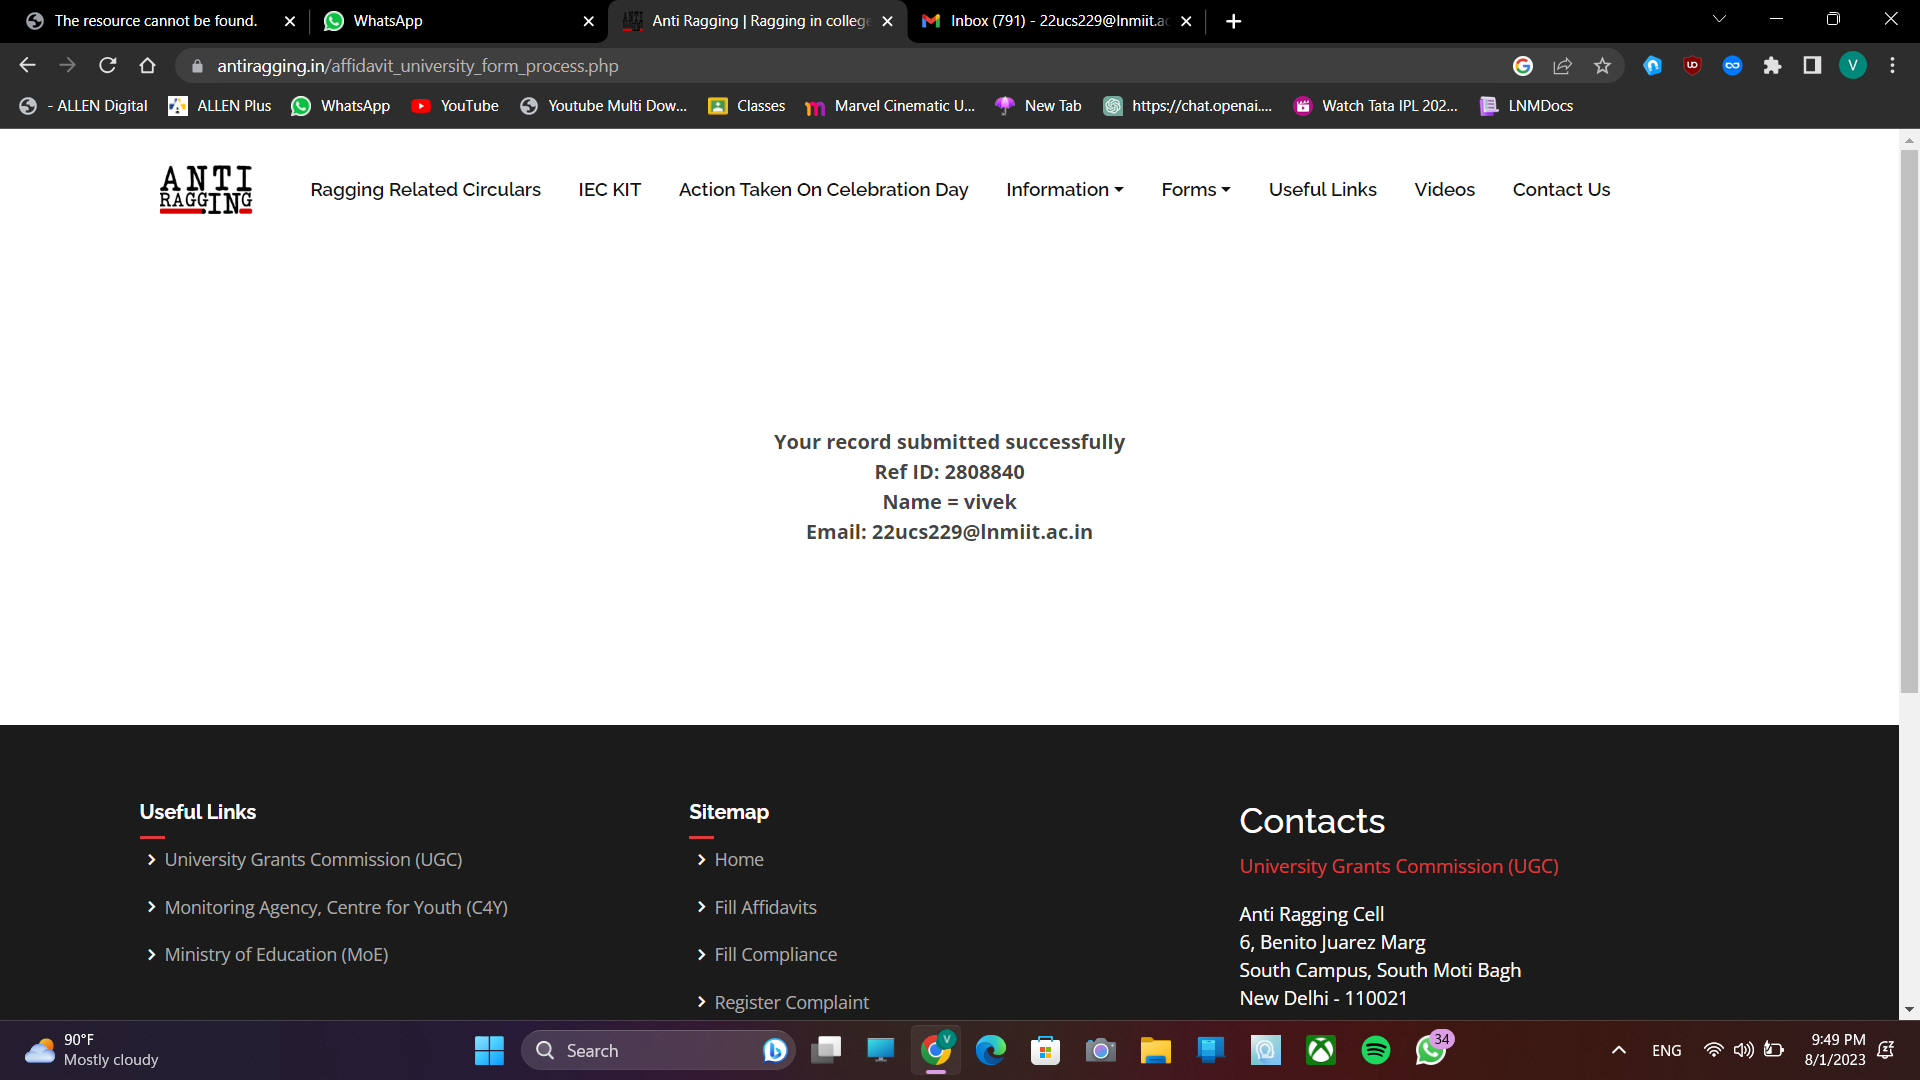 The resource cannot be found.
WhatsApp
Anti Ragging | Ragging in college
Inbox (791) - 22ucs229@lnmiit.ac
antiragging.in/affidavit_university_form_process.php
- ALLEN Digital
ALLEN Plus
WhatsApp
YouTube
Youtube Multi Dow...
Classes
Marvel Cinematic U...
New Tab
https://chat.openai....
Watch Tata IPL 202...
LNMDocs
ANTI
RAGGING
Ragging Related Circulars
IEC KIT
Action Taken On Celebration Day
Information
Forms
Useful Links
Videos
Contact Us
Your record submitted successfully
Ref ID: 2808840
Name = vivek
Email: 22ucs229@lnmiit.ac.in
Useful Links
University Grants Commission (UGC)
Monitoring Agency, Centre for Youth (C4Y)
Ministry of Education (MoE)
Sitemap
Home
Fill Affidavits
Fill Compliance
Register Complaint
Contacts
University Grants Commission (UGC)
Anti Ragging Cell
6, Benito Juarez Marg
South Campus, South Moti Bagh
New Delhi - 110021
90°F
Mostly cloudy
Search
V
34
ENG
9:49 PM
8/1/2023